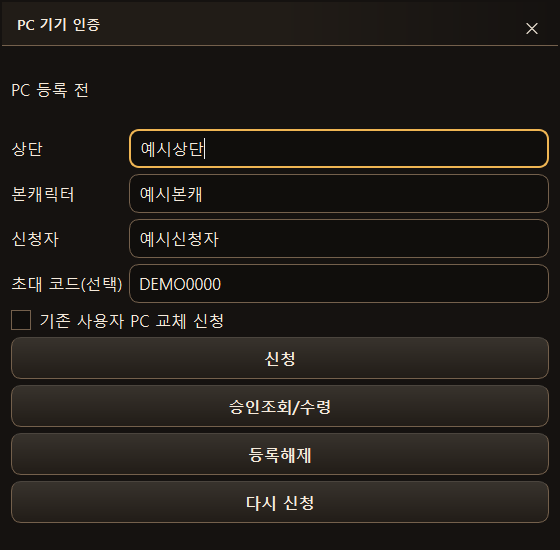 PC 기기 인증
PC 등록 전
상단 예시상단
본캐릭터 예시본캐
신청자 예시신청자
초대 코드(선택) DEMO0000
기존 사용자 PC 교체 신청
신청
승인조회/수령
등록해제
다시 신청